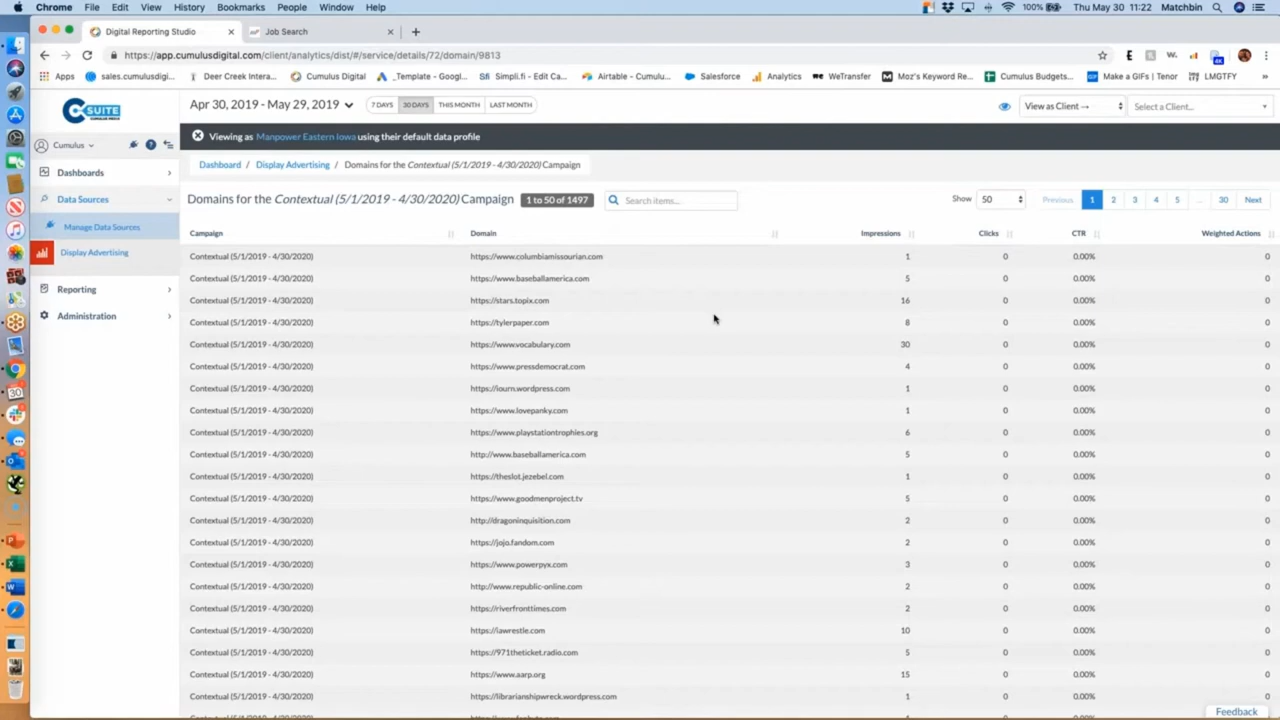 Chrome File Edit View History Bookmarks People Window Help 100% Thu May 30 11:22 Matchbin
Digital Reporting Studio Job Search
https://app.cumulusdigital.com/client/analytics/dist/#/service/details/72/domain/9813
Apps sales.cumulusdigi... Deer Creek Intera... Cumulus Digital _Template - Googl... Simpli.fi - Edit Ca... Airtable - Cumulu... Salesforce Analytics WeTransfer Moz's Keyword Re... Cumulus Budgets... Make a GIFs | Tenor LMGTFY
C SUITE
CUMULUS MEDIA
Apr 30, 2019 - May 29, 2019 7 DAYS 30 DAYS THIS MONTH LAST MONTH View as Client → Select a Client...
Viewing as Manpower Eastern Iowa using their default data profile
Cumulus
Dashboards
Data Sources
Manage Data Sources
Display Advertising
Reporting
Administration
Dashboard / Display Advertising / Domains for the Contextual (5/1/2019 - 4/30/2020) Campaign
Domains for the Contextual (5/1/2019 - 4/30/2020) Campaign 1 to 50 of 1497 Search items... Show 50 Previous 1 2 3 4 5 ... 30 Next
Campaign Domain Impressions Clicks CTR Weighted Actions
Contextual (5/1/2019 - 4/30/2020) https://www.columbiamissourian.com 1 0 0.00% 0
Contextual (5/1/2019 - 4/30/2020) https://www.baseballamerica.com 5 0 0.00% 0
Contextual (5/1/2019 - 4/30/2020) https://stars.topix.com 16 0 0.00% 0
Contextual (5/1/2019 - 4/30/2020) https://tylerpaper.com 8 0 0.00% 0
Contextual (5/1/2019 - 4/30/2020) https://www.vocabulary.com 30 0 0.00% 0
Contextual (5/1/2019 - 4/30/2020) https://www.pressdemocrat.com 4 0 0.00% 0
Contextual (5/1/2019 - 4/30/2020) https://iourn.wordpress.com 1 0 0.00% 0
Contextual (5/1/2019 - 4/30/2020) https://www.lovepanky.com 1 0 0.00% 0
Contextual (5/1/2019 - 4/30/2020) https://www.playstationtrophies.org 6 0 0.00% 0
Contextual (5/1/2019 - 4/30/2020) http://www.baseballamerica.com 5 0 0.00% 0
Contextual (5/1/2019 - 4/30/2020) https://theslot.jezebel.com 1 0 0.00% 0
Contextual (5/1/2019 - 4/30/2020) https://www.goodmenproject.tv 5 0 0.00% 0
Contextual (5/1/2019 - 4/30/2020) http://dragoninquisition.com 2 0 0.00% 0
Contextual (5/1/2019 - 4/30/2020) https://jojo.fandom.com 2 0 0.00% 0
Contextual (5/1/2019 - 4/30/2020) https://www.powerpyx.com 3 0 0.00% 0
Contextual (5/1/2019 - 4/30/2020) http://www.republic-online.com 2 0 0.00% 0
Contextual (5/1/2019 - 4/30/2020) https://riverfronttimes.com 2 0 0.00% 0
Contextual (5/1/2019 - 4/30/2020) https://iawrestle.com 10 0 0.00% 0
Contextual (5/1/2019 - 4/30/2020) https://971theticket.radio.com 5 0 0.00% 0
Contextual (5/1/2019 - 4/30/2020) https://www.aarp.org 15 0 0.00% 0
Contextual (5/1/2019 - 4/30/2020) https://librarianshipwreck.wordpress.com 1 0 0.00% 0
Feedback